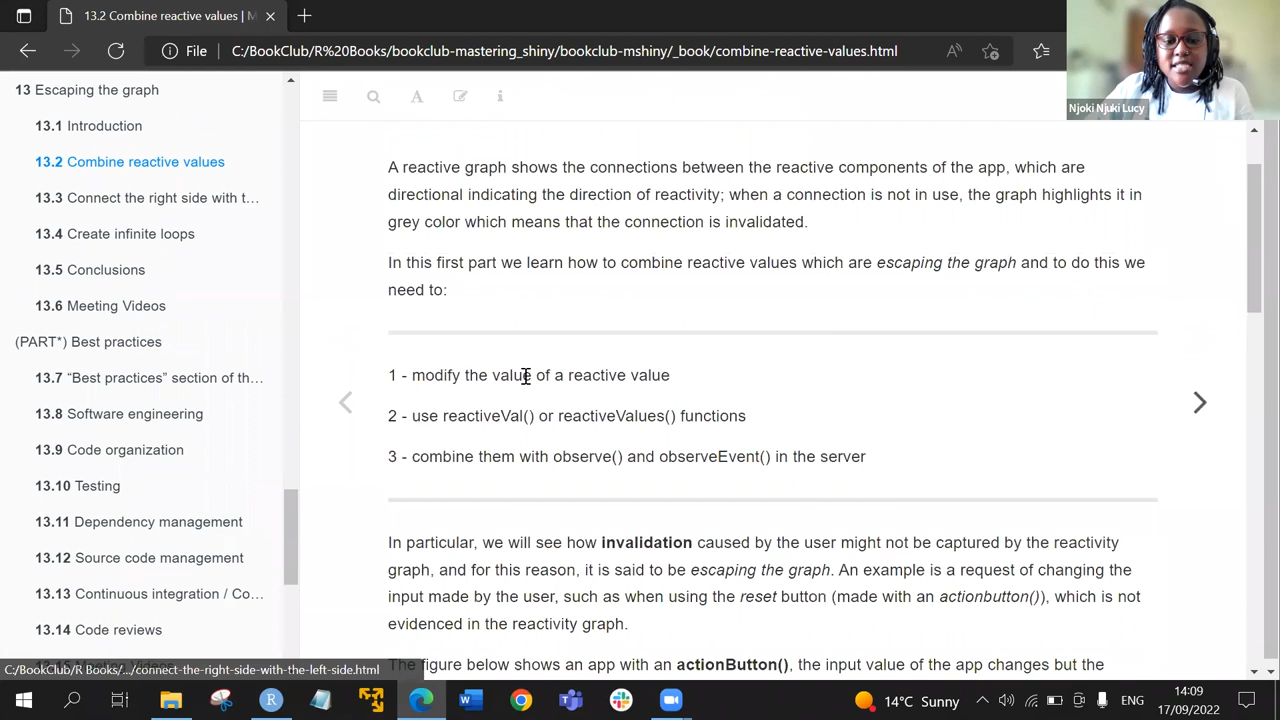 13.2 Combine reactive values | M
File
C:/BookClub/R%20Books/bookclub-mastering_shiny/bookclub-mshiny/_book/combine-reactive-values.html
Njoki Njuki Lucy
13 Escaping the graph
13.1 Introduction
13.2 Combine reactive values
13.3 Connect the right side with t...
13.4 Create infinite loops
13.5 Conclusions
13.6 Meeting Videos
(PART*) Best practices
13.7 “Best practices” section of th...
13.8 Software engineering
13.9 Code organization
13.10 Testing
13.11 Dependency management
13.12 Source code management
13.13 Continuous integration / Co...
13.14 Code reviews
13.15 Meeting Videos
C:/BookClub/R Books/.../connect-the-right-side-with-the-left-side.html
A reactive graph shows the connections between the reactive components of the app, which are
directional indicating the direction of reactivity; when a connection is not in use, the graph highlights it in
grey color which means that the connection is invalidated.
In this first part we learn how to combine reactive values which are escaping the graph and to do this we
need to:
1 - modify the value of a reactive value
2 - use reactiveVal() or reactiveValues() functions
3 - combine them with observe() and observeEvent() in the server
In particular, we will see how invalidation caused by the user might not be captured by the reactivity
graph, and for this reason, it is said to be escaping the graph. An example is a request of changing the
input made by the user, such as when using the reset button (made with an actionbutton()), which is not
evidenced in the reactivity graph.
The figure below shows an app with an actionButton(), the input value of the app changes but the
14°C Sunny
ENG
14:09
17/09/2022